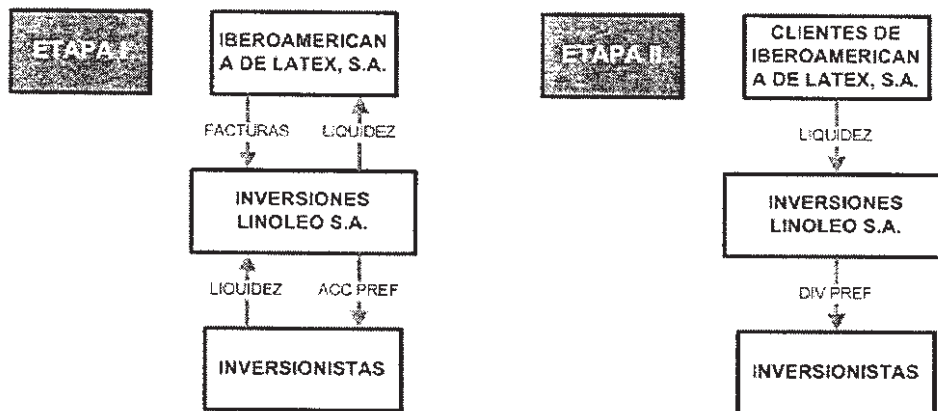 ETAPA I
IBEROAMERICAN
A DE LATEX, S.A.
FACTURAS
LIQUIDEZ
INVERSIONES
LINOLEO S.A.
LIQUIDEZ
ACC PREF
INVERSIONISTAS
ETAPA II
CLIENTES DE
IBEROAMERICAN
A DE LATEX, S.A.
LIQUIDEZ
INVERSIONES
LINOLEO S.A.
DIV PREF
INVERSIONISTAS